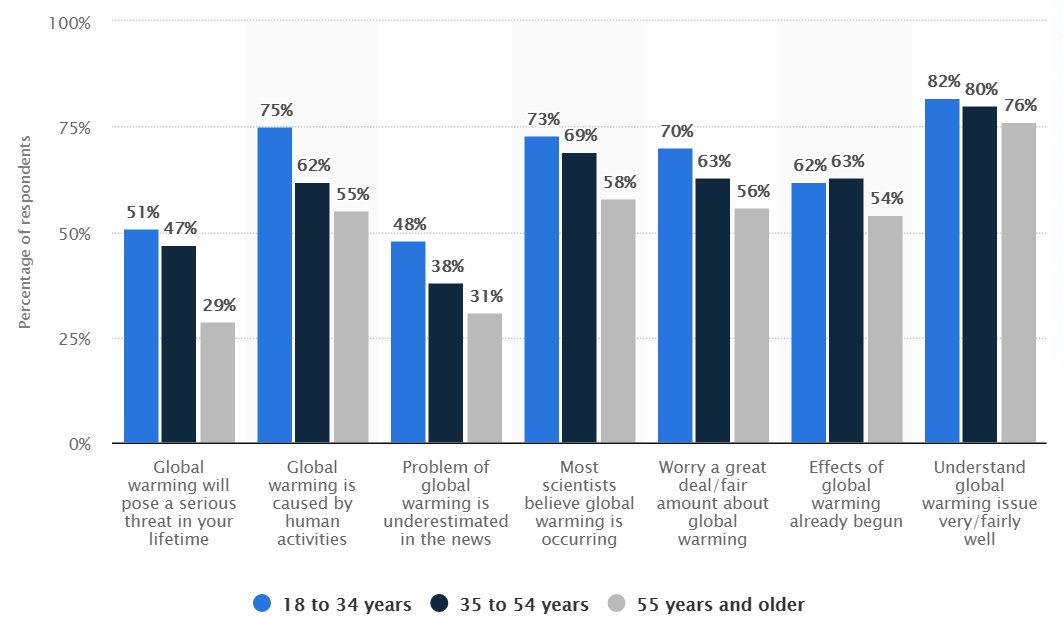 100%
75%
50%
25%
0%
Percentage of respondents
51%
47%
29%
75%
62%
55%
48%
38%
31%
73%
69%
58%
70%
63%
56%
62%
63%
54%
82%
80%
76%
Global
warming will
pose a serious
threat in your
lifetime
Global
warming is
caused by
human
activities
Problem of
global
warming is
underestimated
in the news
Most
scientists
believe global
warming is
occurring
Worry a great
deal/fair
amount about
global
warming
Effects of
global
warming
already begun
Understand
global
warming issue
very/fairly
well
18 to 34 years
35 to 54 years
55 years and older